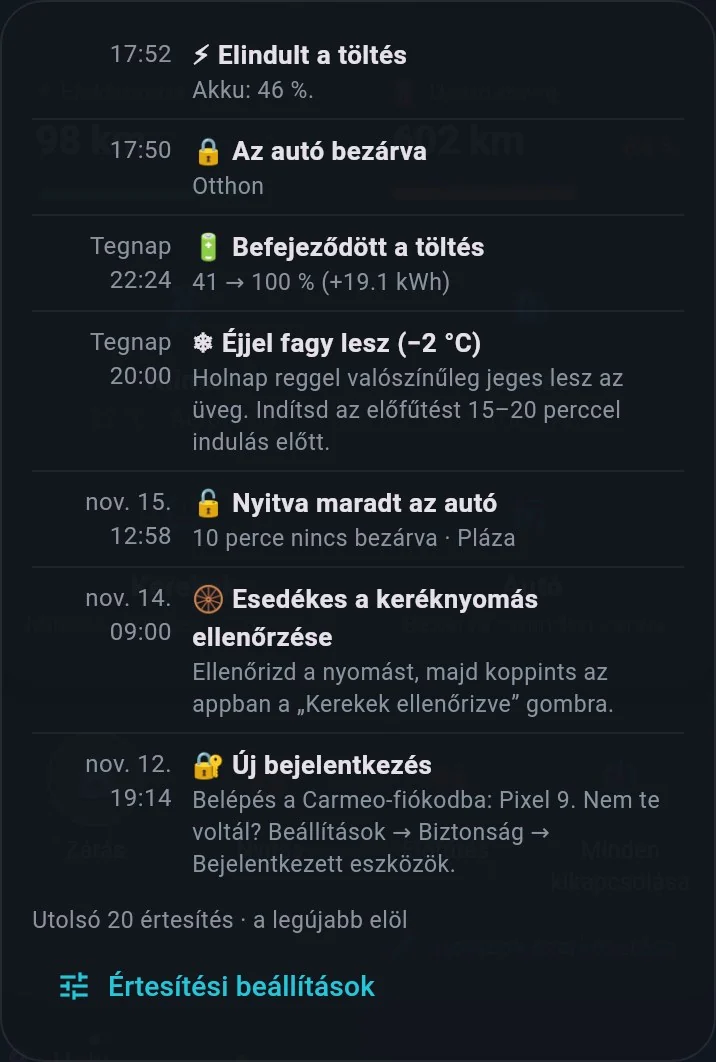 17:52 ⚡ Elindult a töltés
Akku: 46 %.
17:50 🔒 Az autó bezárva
Otthon
Tegnap 🔋 Befejeződött a töltés
22:24 41 → 100 % (+19.1 kWh)
Tegnap ❄ Éjjel fagy lesz (−2 °C)
20:00 Holnap reggel valószínűleg jeges lesz az
üveg. Indítsd az előfűtést 15–20 perccel
indulás előtt.
nov. 15. 🔓 Nyitva maradt az autó
12:58 10 perce nincs bezárva · Pláza
nov. 14. 🛞 Esedékes a keréknyomás
09:00 ellenőrzése
Ellenőrizd a nyomást, majd koppints az
appban a „Kerekek ellenőrizve” gombra.
nov. 12. 🔐 Új bejelentkezés
19:14 Belépés a Carmeo-fiókodba: Pixel 9. Nem te
voltál? Beállítások → Biztonság →
Bejelentkezett eszközök.
Utolsó 20 értesítés · a legújabb elöl
Értesítési beállítások